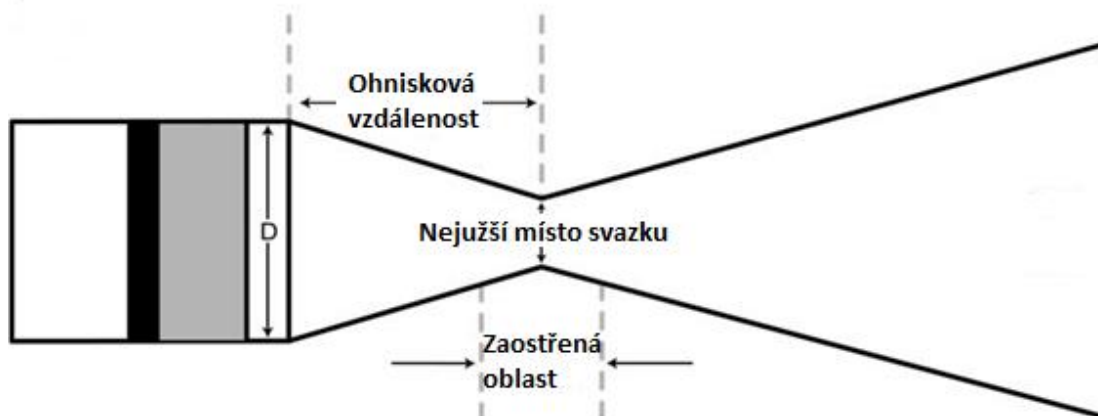 Ohnisková
vzdálenost
D
Nejužší místo svazku
Zaostřená
oblast